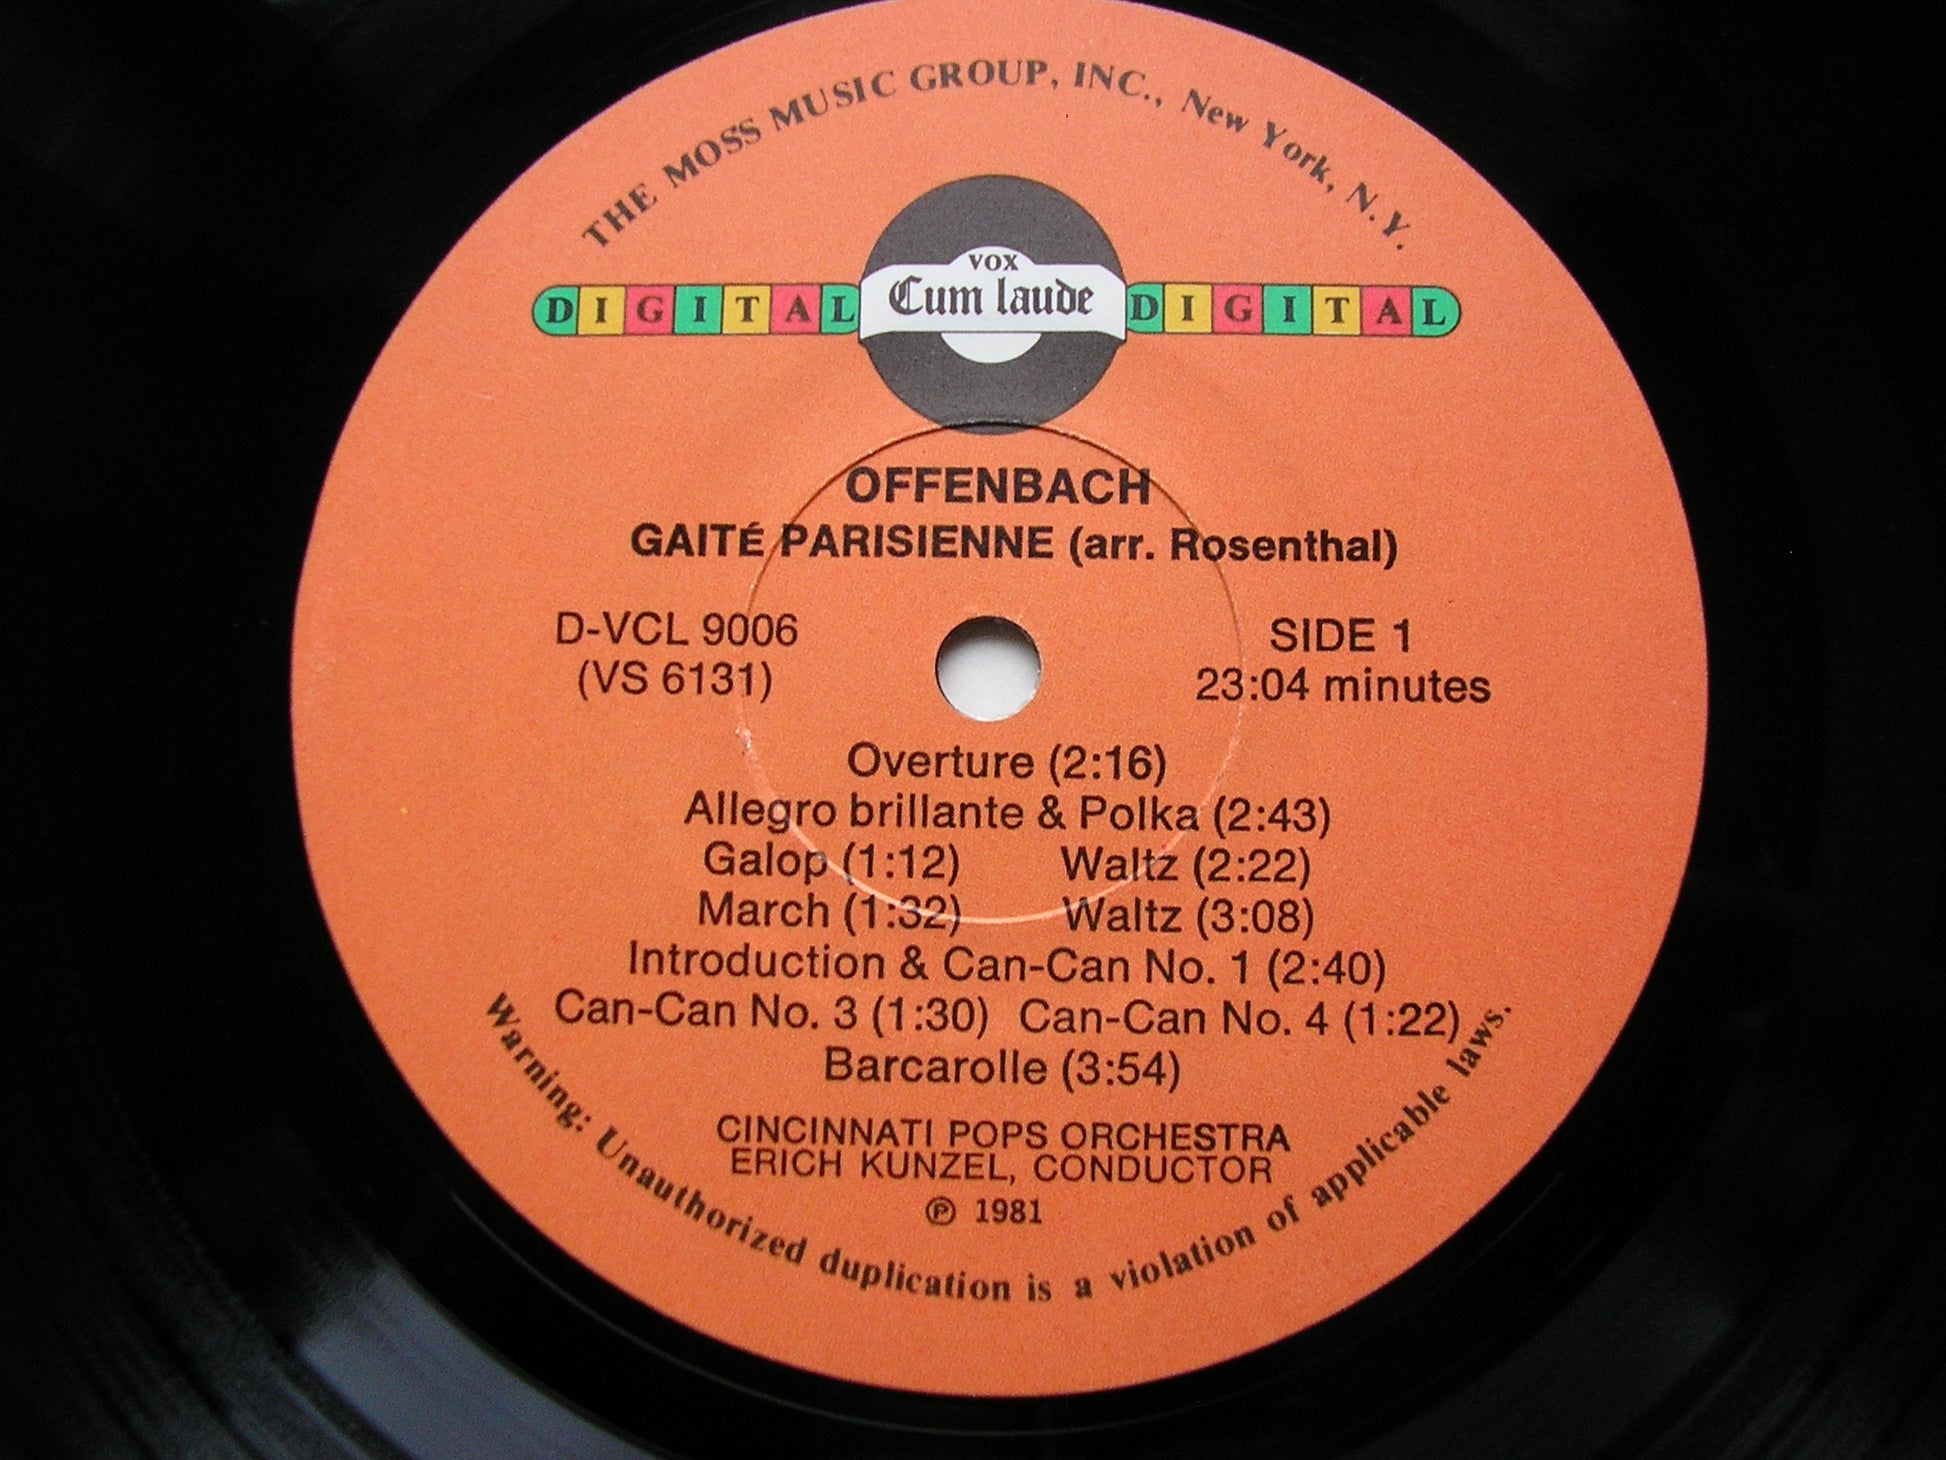 THE MOSS MUSIC GROUP, INC., New York, N.Y.
VOX
DIGITAL Cum laude DIGITAL
OFFENBACH
GAITÉ PARISIENNE (arr. Rosenthal)
D-VCL 9006 SIDE 1
(VS 6131) 23:04 minutes
Overture (2:16)
Allegro brillante & Polka (2:43)
Galop (1:12) Waltz (2:22)
March (1:32) Waltz (3:08)
Introduction & Can-Can No. 1 (2:40)
Can-Can No. 3 (1:30) Can-Can No. 4 (1:22)
Barcarolle (3:54)
CINCINNATI POPS ORCHESTRA
ERICH KUNZEL, CONDUCTOR
℗ 1981
Warning: Unauthorized duplication is a violation of applicable laws.